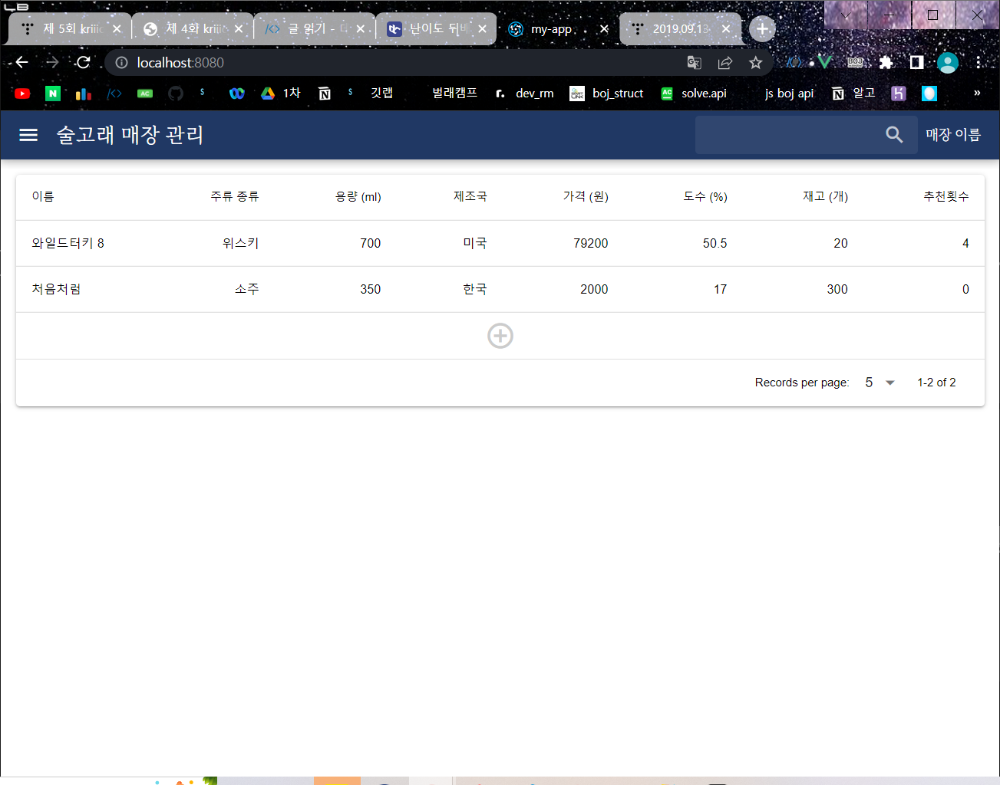 제 5회 kriii
제 4회 kriii
글 읽기 -
난이도 뒤
my-app
2019.09.13
localhost:8080
1차
깃랩
벌래캠프
r. dev_rm
boj_struct
solve.api
js boj api
알고
»
술고래 매장 관리
매장 이름
이름 주류 종류 용량 (ml) 제조국 가격 (원) 도수 (%) 재고 (개) 추천횟수
와일드터키 8 위스키 700 미국 79200 50.5 20 4
처음처럼 소주 350 한국 2000 17 300 0
Records per page: 5 1-2 of 2